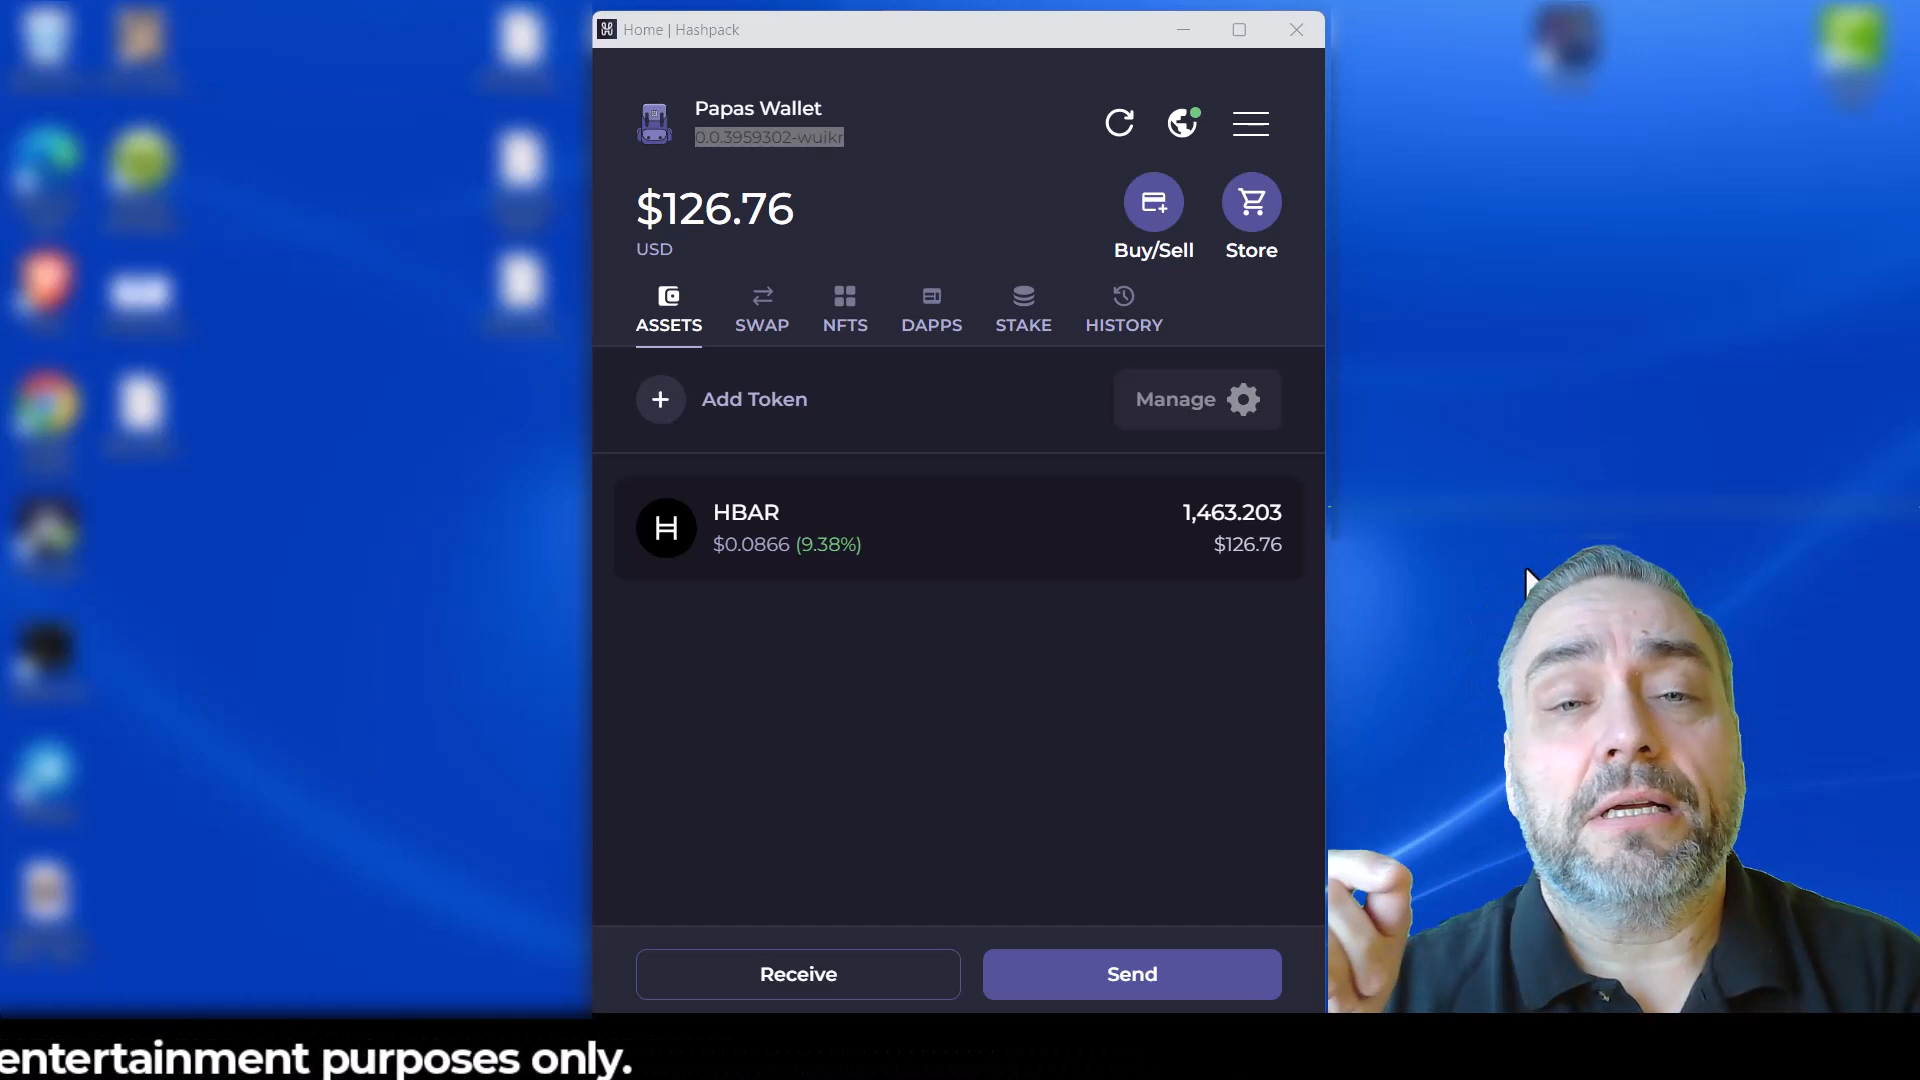 Home | Hashpack
Papas Wallet
0.0.3959302-wuikr
$126.76
USD
Buy/Sell
Store
ASSETS
SWAP
NFTS
DAPPS
STAKE
HISTORY
Add Token
Manage
HBAR
1,463.203
$0.0866 (9.38%)
$126.76
Receive
Send
entertainment purposes only.